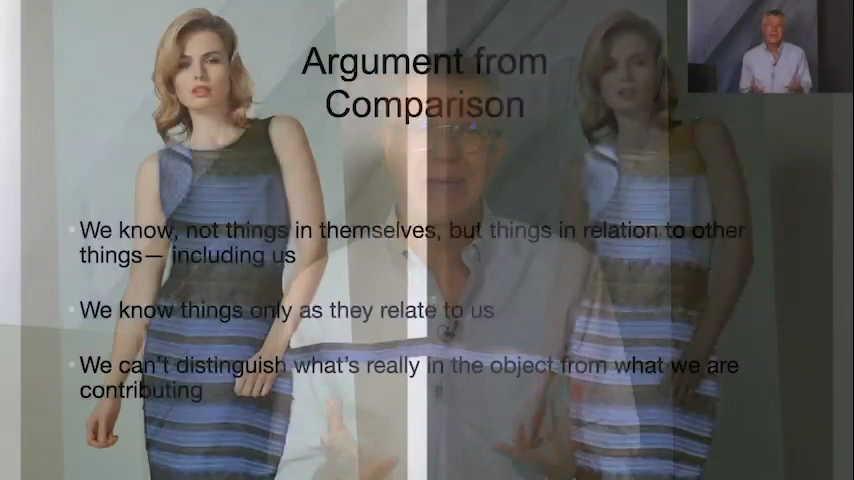 Argument from
Comparison
We know, not things in themselves, but things in relation to other
things— including us
We know things only as they relate to us
We can't distinguish what's really in the object from what we are
contributing